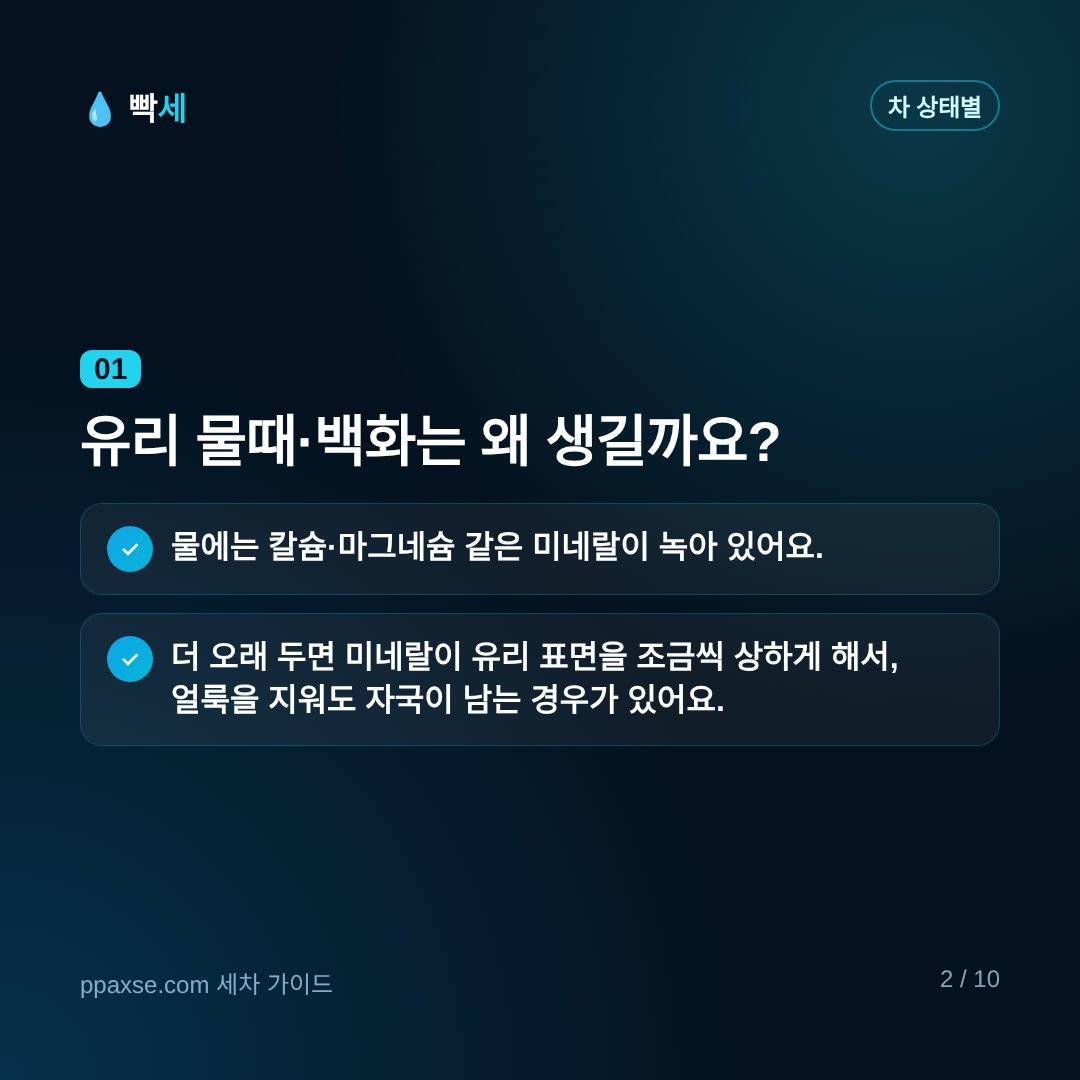 빡세
차 상태별
01
유리 물때·백화는 왜 생길까요?
물에는 칼슘·마그네슘 같은 미네랄이 녹아 있어요.
더 오래 두면 미네랄이 유리 표면을 조금씩 상하게 해서,
얼룩을 지워도 자국이 남는 경우가 있어요.
ppaxse.com 세차 가이드
2 / 10